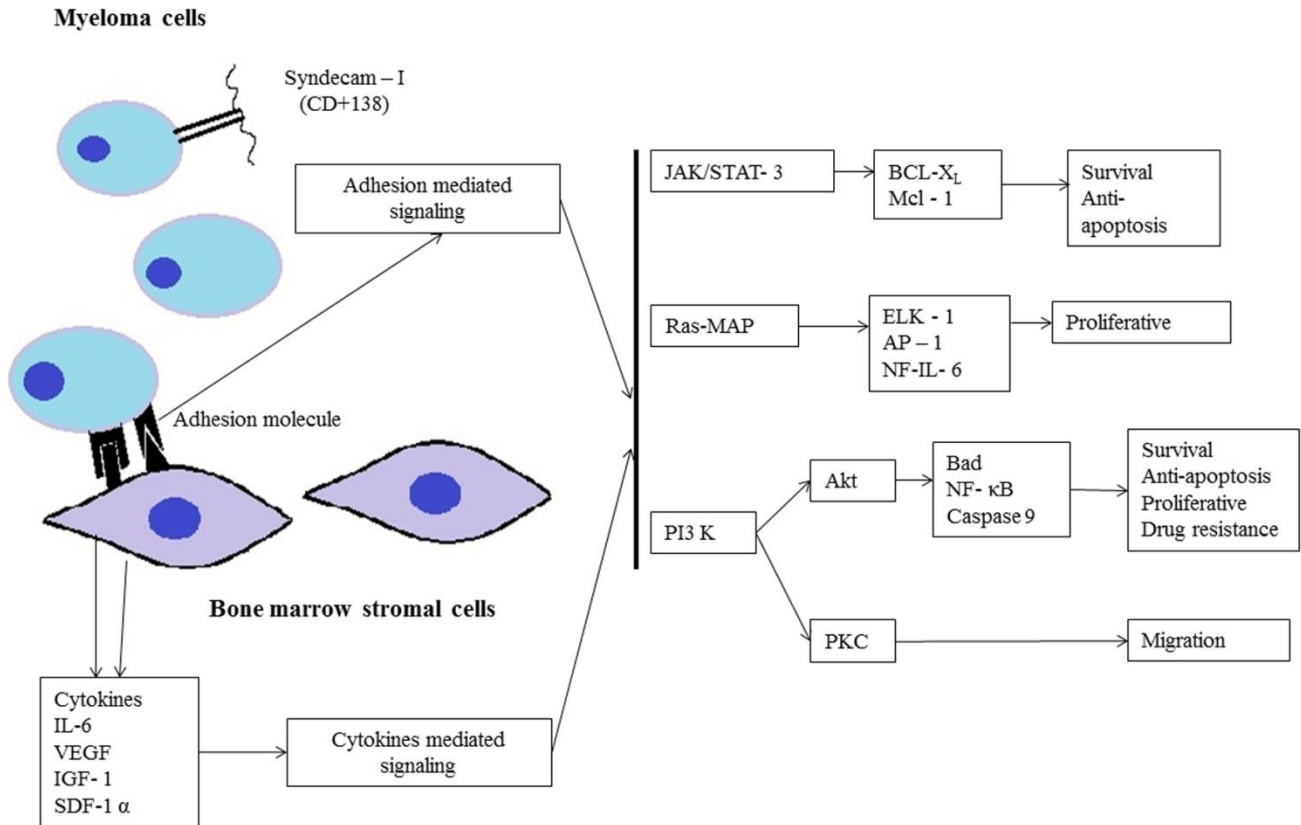 Myeloma cells
Syndecam – I
(CD+138)
Adhesion mediated
signaling
Adhesion molecule
Bone marrow stromal cells
Cytokines
IL-6
VEGF
IGF- 1
SDF-1 α
Cytokines mediated
signaling
JAK/STAT- 3
BCL-XL
Mcl - 1
Survival
Anti-
apoptosis
Ras-MAP
ELK - 1
AP – 1
NF-IL- 6
Proliferative
PI3 K
Akt
Bad
NF- κB
Caspase 9
Survival
Anti-apoptosis
Proliferative
Drug resistance
PKC
Migration